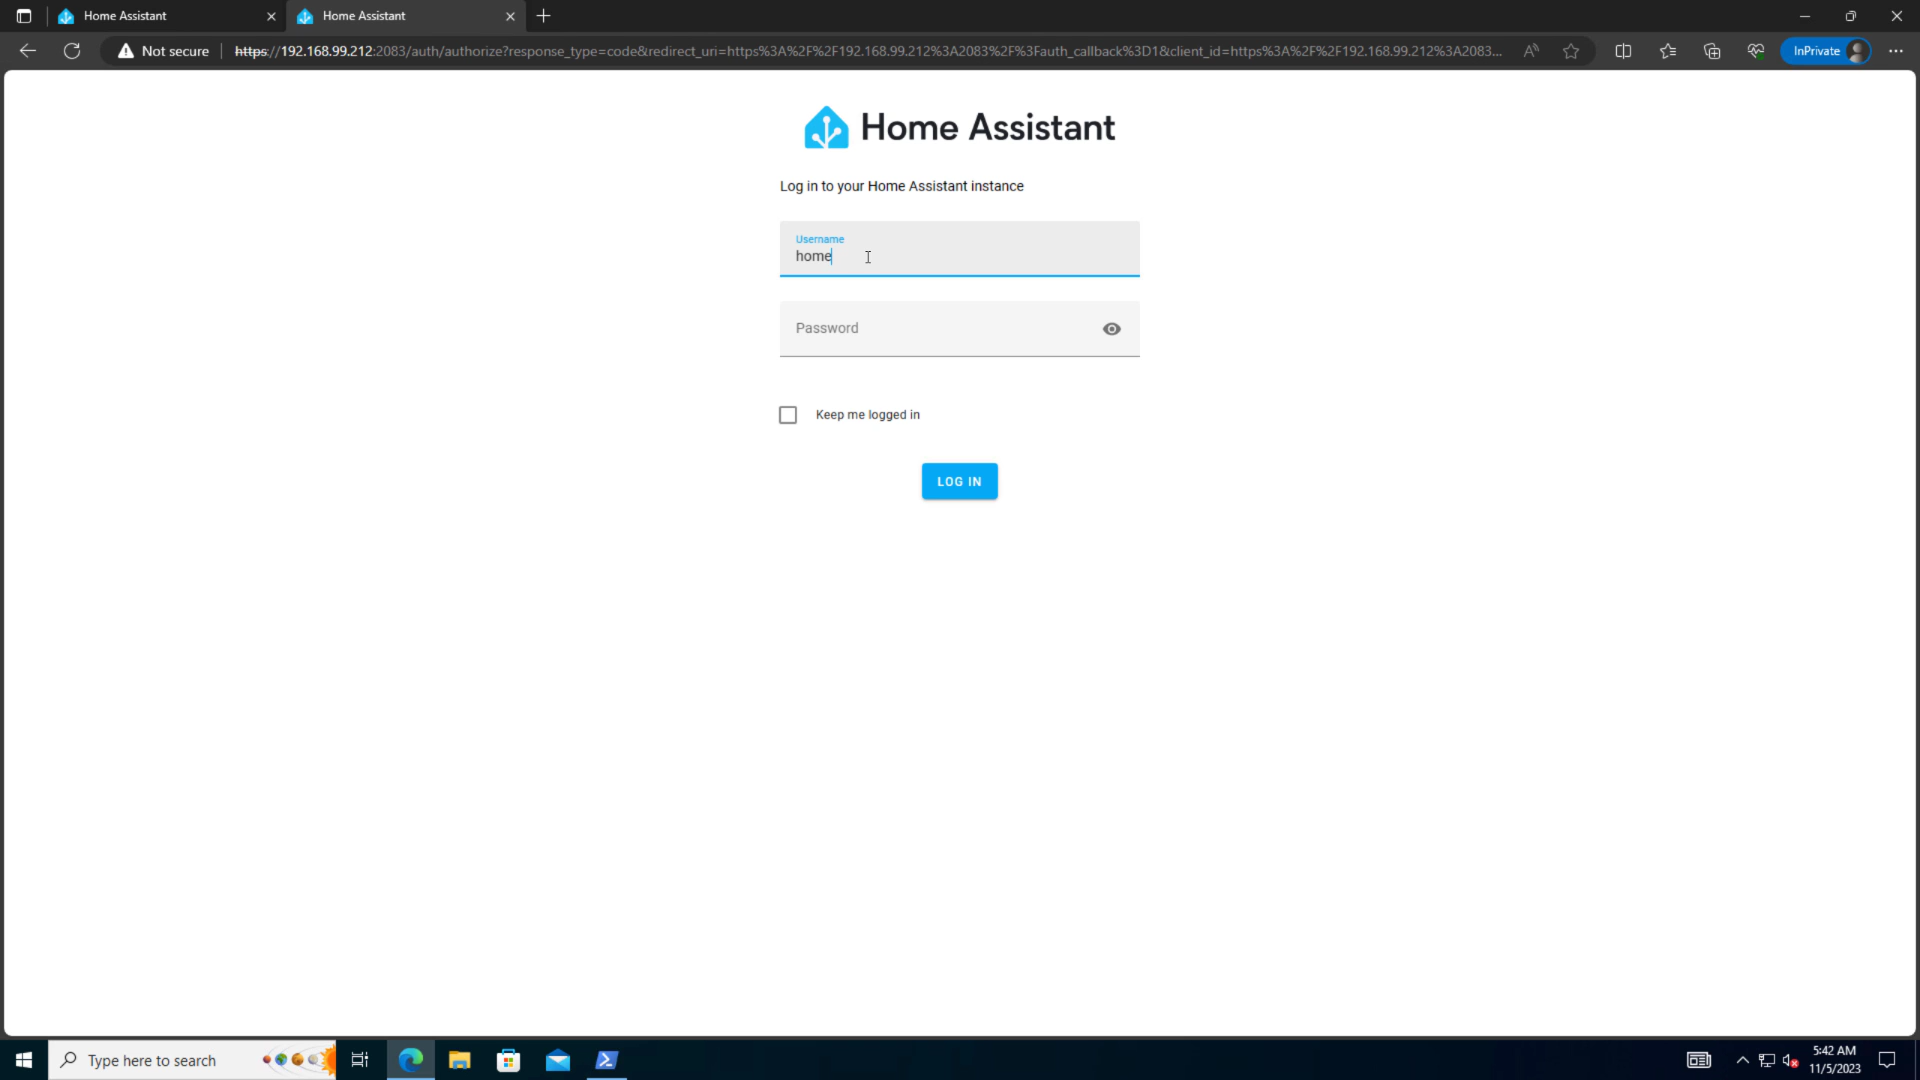 Home Assistant
Home Assistant
Not secure
https://192.168.99.212:2083/auth/authorize?response_type=code&redirect_uri=https%3A%2F%2F192.168.99.212%3A2083%2F%3Fauth_callback%3D1&client_id=https%3A%2F%2F192.168.99.212%3A2083...
InPrivate
Home Assistant
Log in to your Home Assistant instance
Username
home
Password
Keep me logged in
LOG IN
Type here to search
5:42 AM
11/5/2023